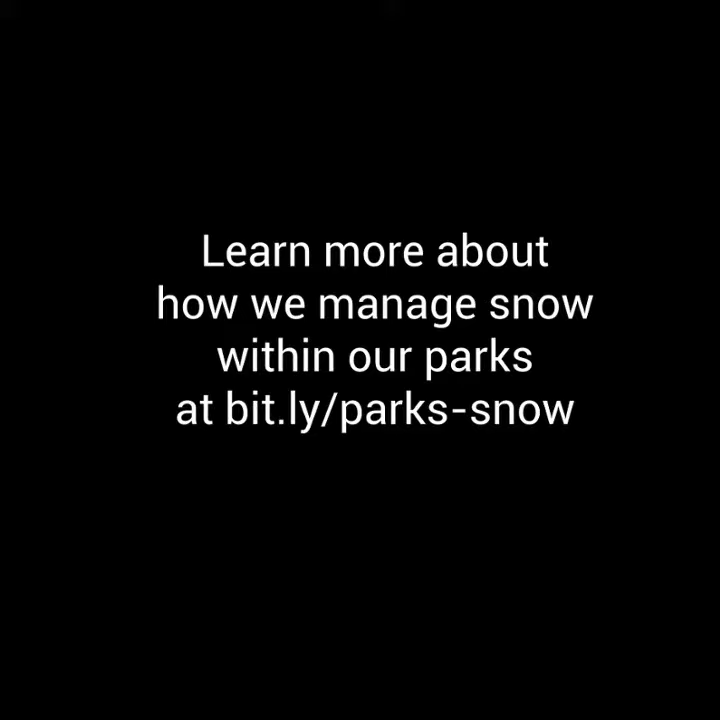 Learn more about
how we manage snow
within our parks
at bit.ly/parks-snow